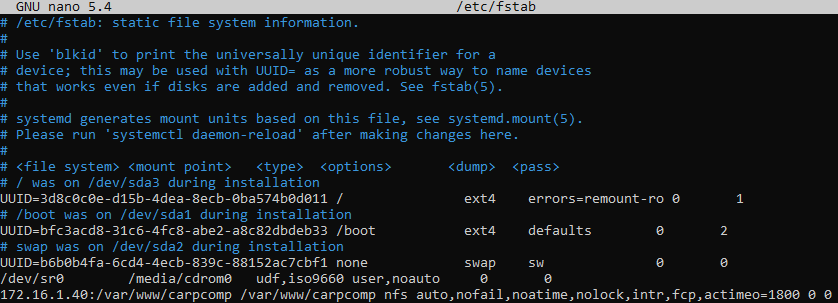 GNU nano 5.4 /etc/fstab
# /etc/fstab: static file system information.
#
# Use 'blkid' to print the universally unique identifier for a
# device; this may be used with UUID= as a more robust way to name devices
# that works even if disks are added and removed. See fstab(5).
#
# systemd generates mount units based on this file, see systemd.mount(5).
# Please run 'systemctl daemon-reload' after making changes here.
#
# <file system> <mount point>   <type>  <options>       <dump>  <pass>
# / was on /dev/sda3 during installation
UUID=3d8c0c0e-d15b-4dea-8ecb-0ba574b0d011 /               ext4    errors=remount-ro 0       1
# /boot was on /dev/sda1 during installation
UUID=bfc3acd8-31c6-4fc8-abe2-a8c82dbdeb33 /boot           ext4    defaults        0       2
# swap was on /dev/sda2 during installation
UUID=b6b0b4fa-6cd4-4ecb-839c-88152ac7cbf1 none            swap    sw              0       0
/dev/sr0        /media/cdrom0   udf,iso9660 user,noauto     0       0
172.16.1.40:/var/www/carpcomp /var/www/carpcomp nfs auto,nofail,noatime,nolock,intr,fcp,actimeo=1800 0 0